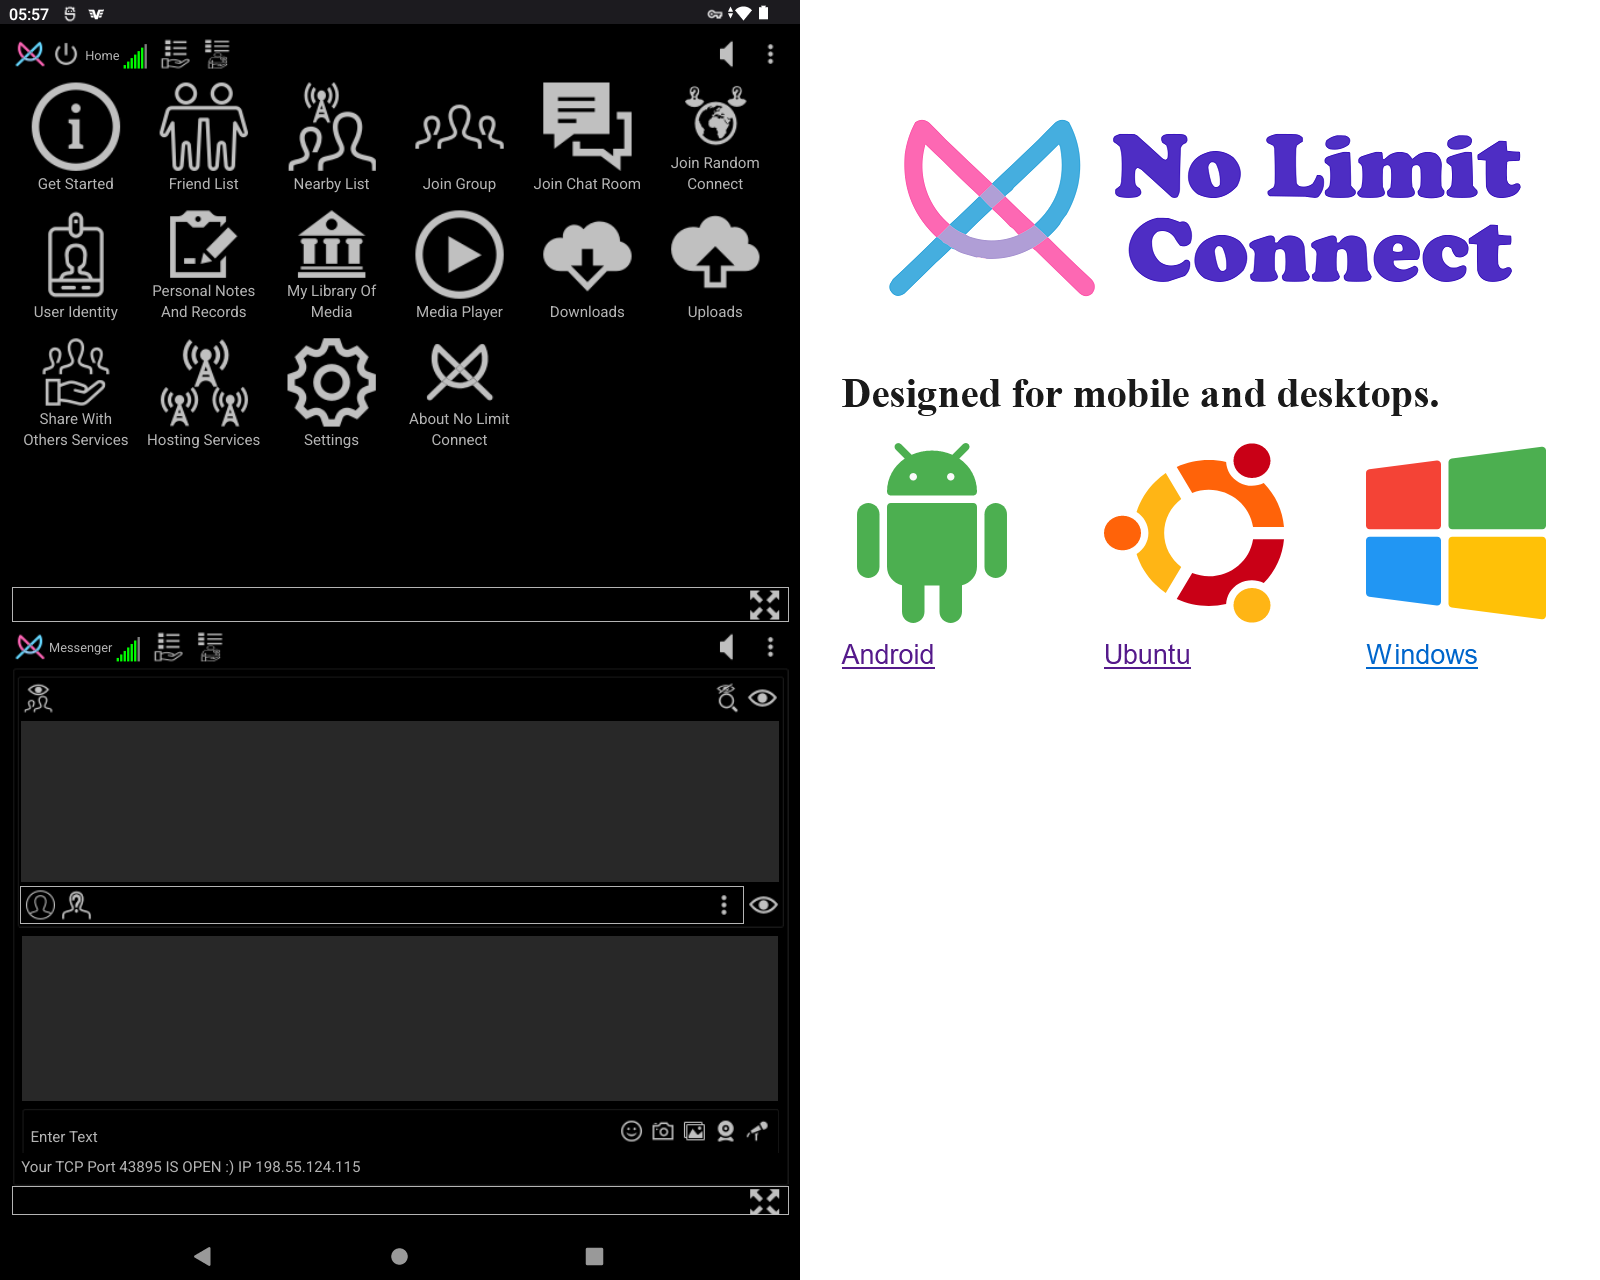 05:57
Home
Get Started
Friend List
Nearby List
Join Group
Join Chat Room
Join Random
Connect
User Identity
Personal Notes
And Records
My Library Of
Media
Media Player
Downloads
Uploads
Share With
Others Services
Hosting Services
Settings
About No Limit
Connect
Messenger
Enter Text
Your TCP Port 43895 IS OPEN :) IP 198.55.124.115
No Limit
Connect
Designed for mobile and desktops.
Android
Ubuntu
Windows